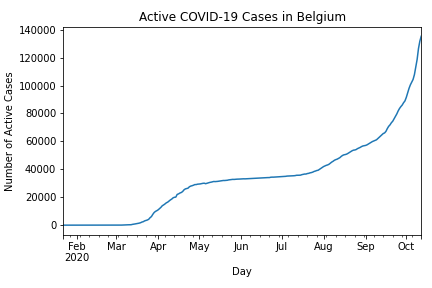 Active COVID-19 Cases in Belgium
140000
120000
100000
80000
60000
40000
20000
0
Number of Active Cases
Feb Mar Apr May Jun Jul Aug Sep Oct
2020
Day